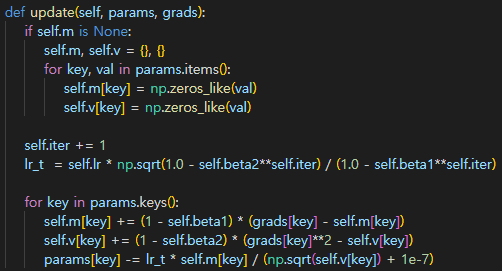 def update(self, params, grads):
    if self.m is None:
        self.m, self.v = {}, {}
        for key, val in params.items():
            self.m[key] = np.zeros_like(val)
            self.v[key] = np.zeros_like(val)
    self.iter += 1
    lr_t  = self.lr * np.sqrt(1.0 - self.beta2**self.iter) / (1.0 - self.beta1**self.iter)
    for key in params.keys():
        self.m[key] += (1 - self.beta1) * (grads[key] - self.m[key])
        self.v[key] += (1 - self.beta2) * (grads[key]**2 - self.v[key])
        params[key] -= lr_t * self.m[key] / (np.sqrt(self.v[key]) + 1e-7)